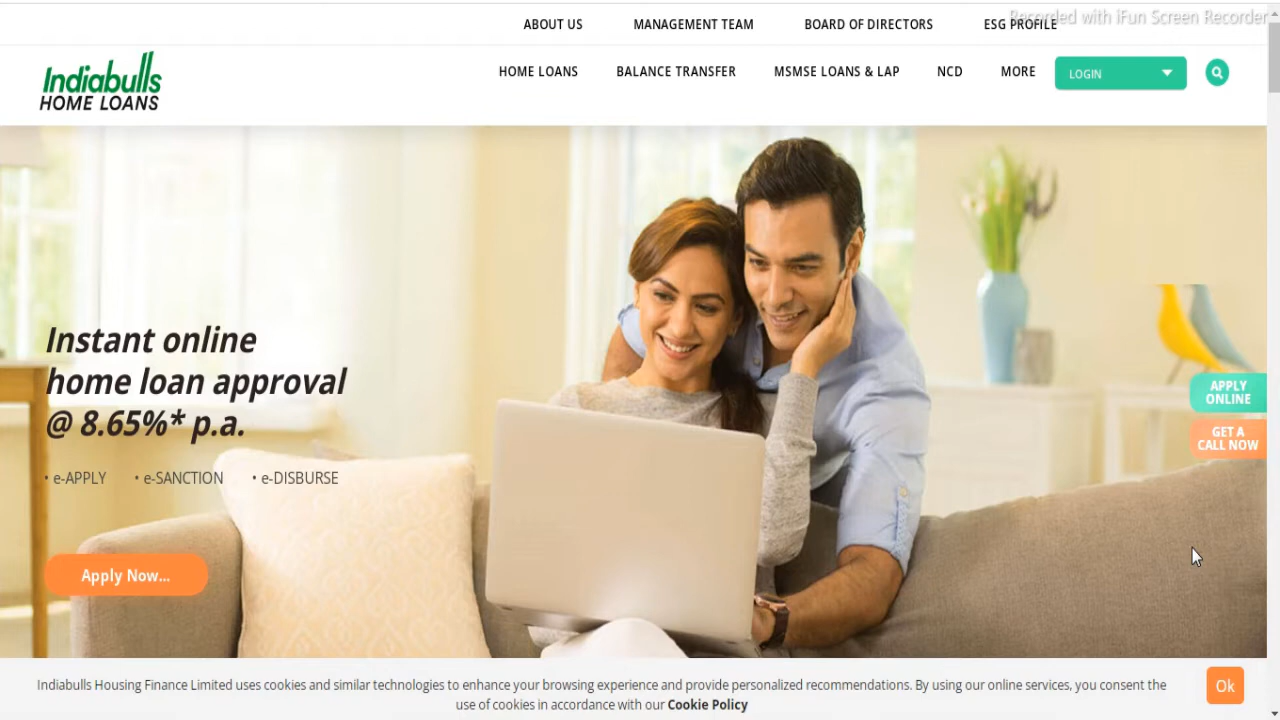 Recorded with iFun Screen Recorder
ABOUT US MANAGEMENT TEAM BOARD OF DIRECTORS ESG PROFILE
Indiabulls
HOME LOANS
HOME LOANS BALANCE TRANSFER MSMSE LOANS & LAP NCD MORE LOGIN
Instant online
home loan approval
@ 8.65%* p.a.
• e-APPLY • e-SANCTION • e-DISBURSE
Apply Now...
APPLY
ONLINE
GET A
CALL NOW
Indiabulls Housing Finance Limited uses cookies and similar technologies to enhance your browsing experience and provide personalized recommendations. By using our online services, you consent the
use of cookies in accordance with our Cookie Policy
Ok